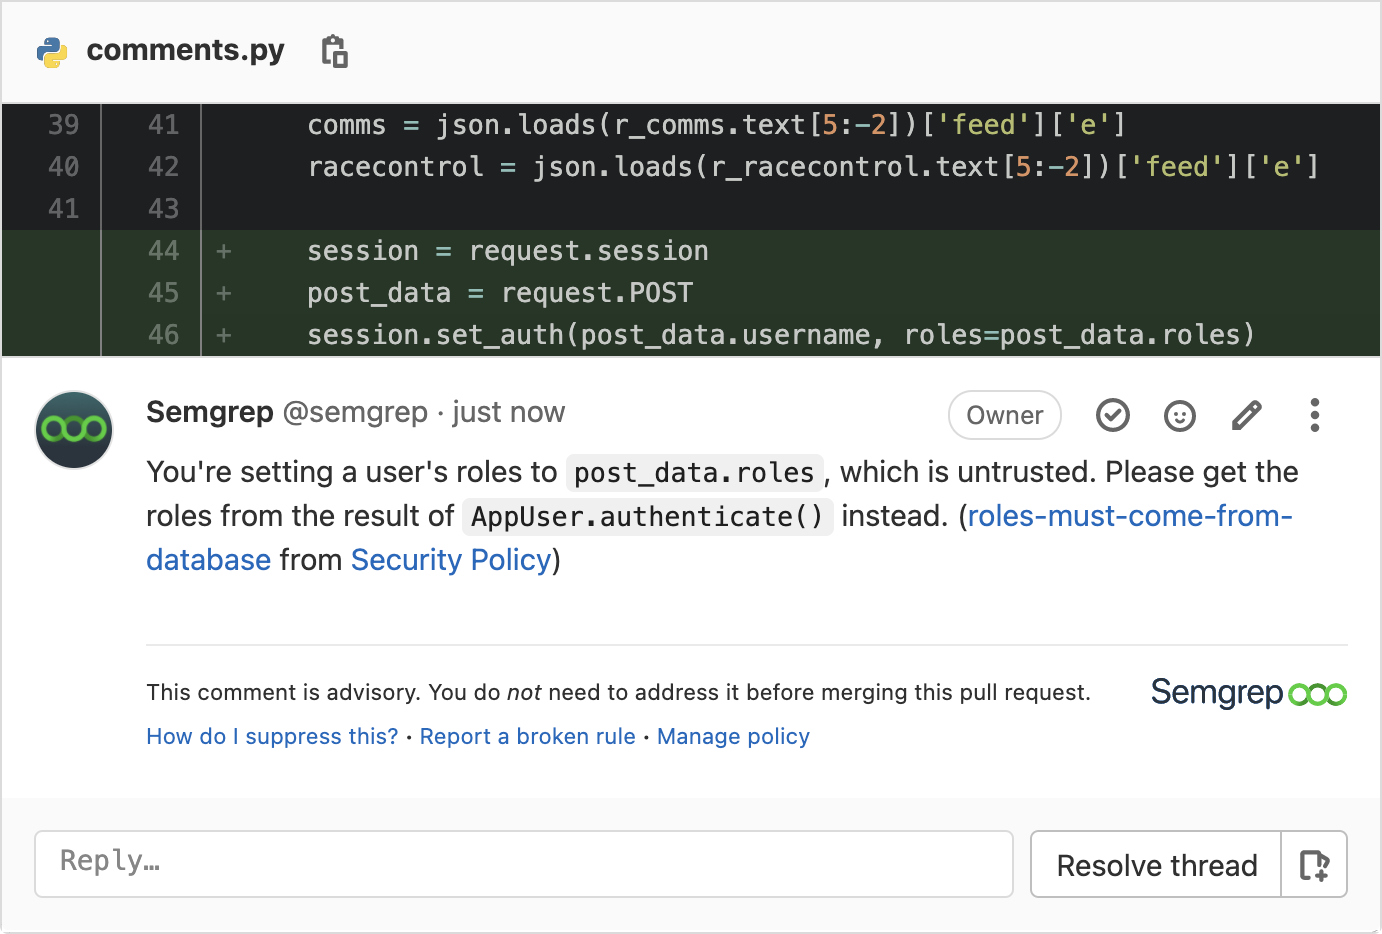 comments.py
39 41 comms = json.loads(r_comms.text[5:-2])['feed']['e']
40 42 racecontrol = json.loads(r_racecontrol.text[5:-2])['feed']['e']
41 43
44 + session = request.session
45 + post_data = request.POST
46 + session.set_auth(post_data.username, roles=post_data.roles)
Semgrep @semgrep · just now Owner
You're setting a user's roles to post_data.roles, which is untrusted. Please get the
roles from the result of AppUser.authenticate() instead. (roles-must-come-from-
database from Security Policy)
This comment is advisory. You do not need to address it before merging this pull request. Semgrep
How do I suppress this? · Report a broken rule · Manage policy
Reply… Resolve thread